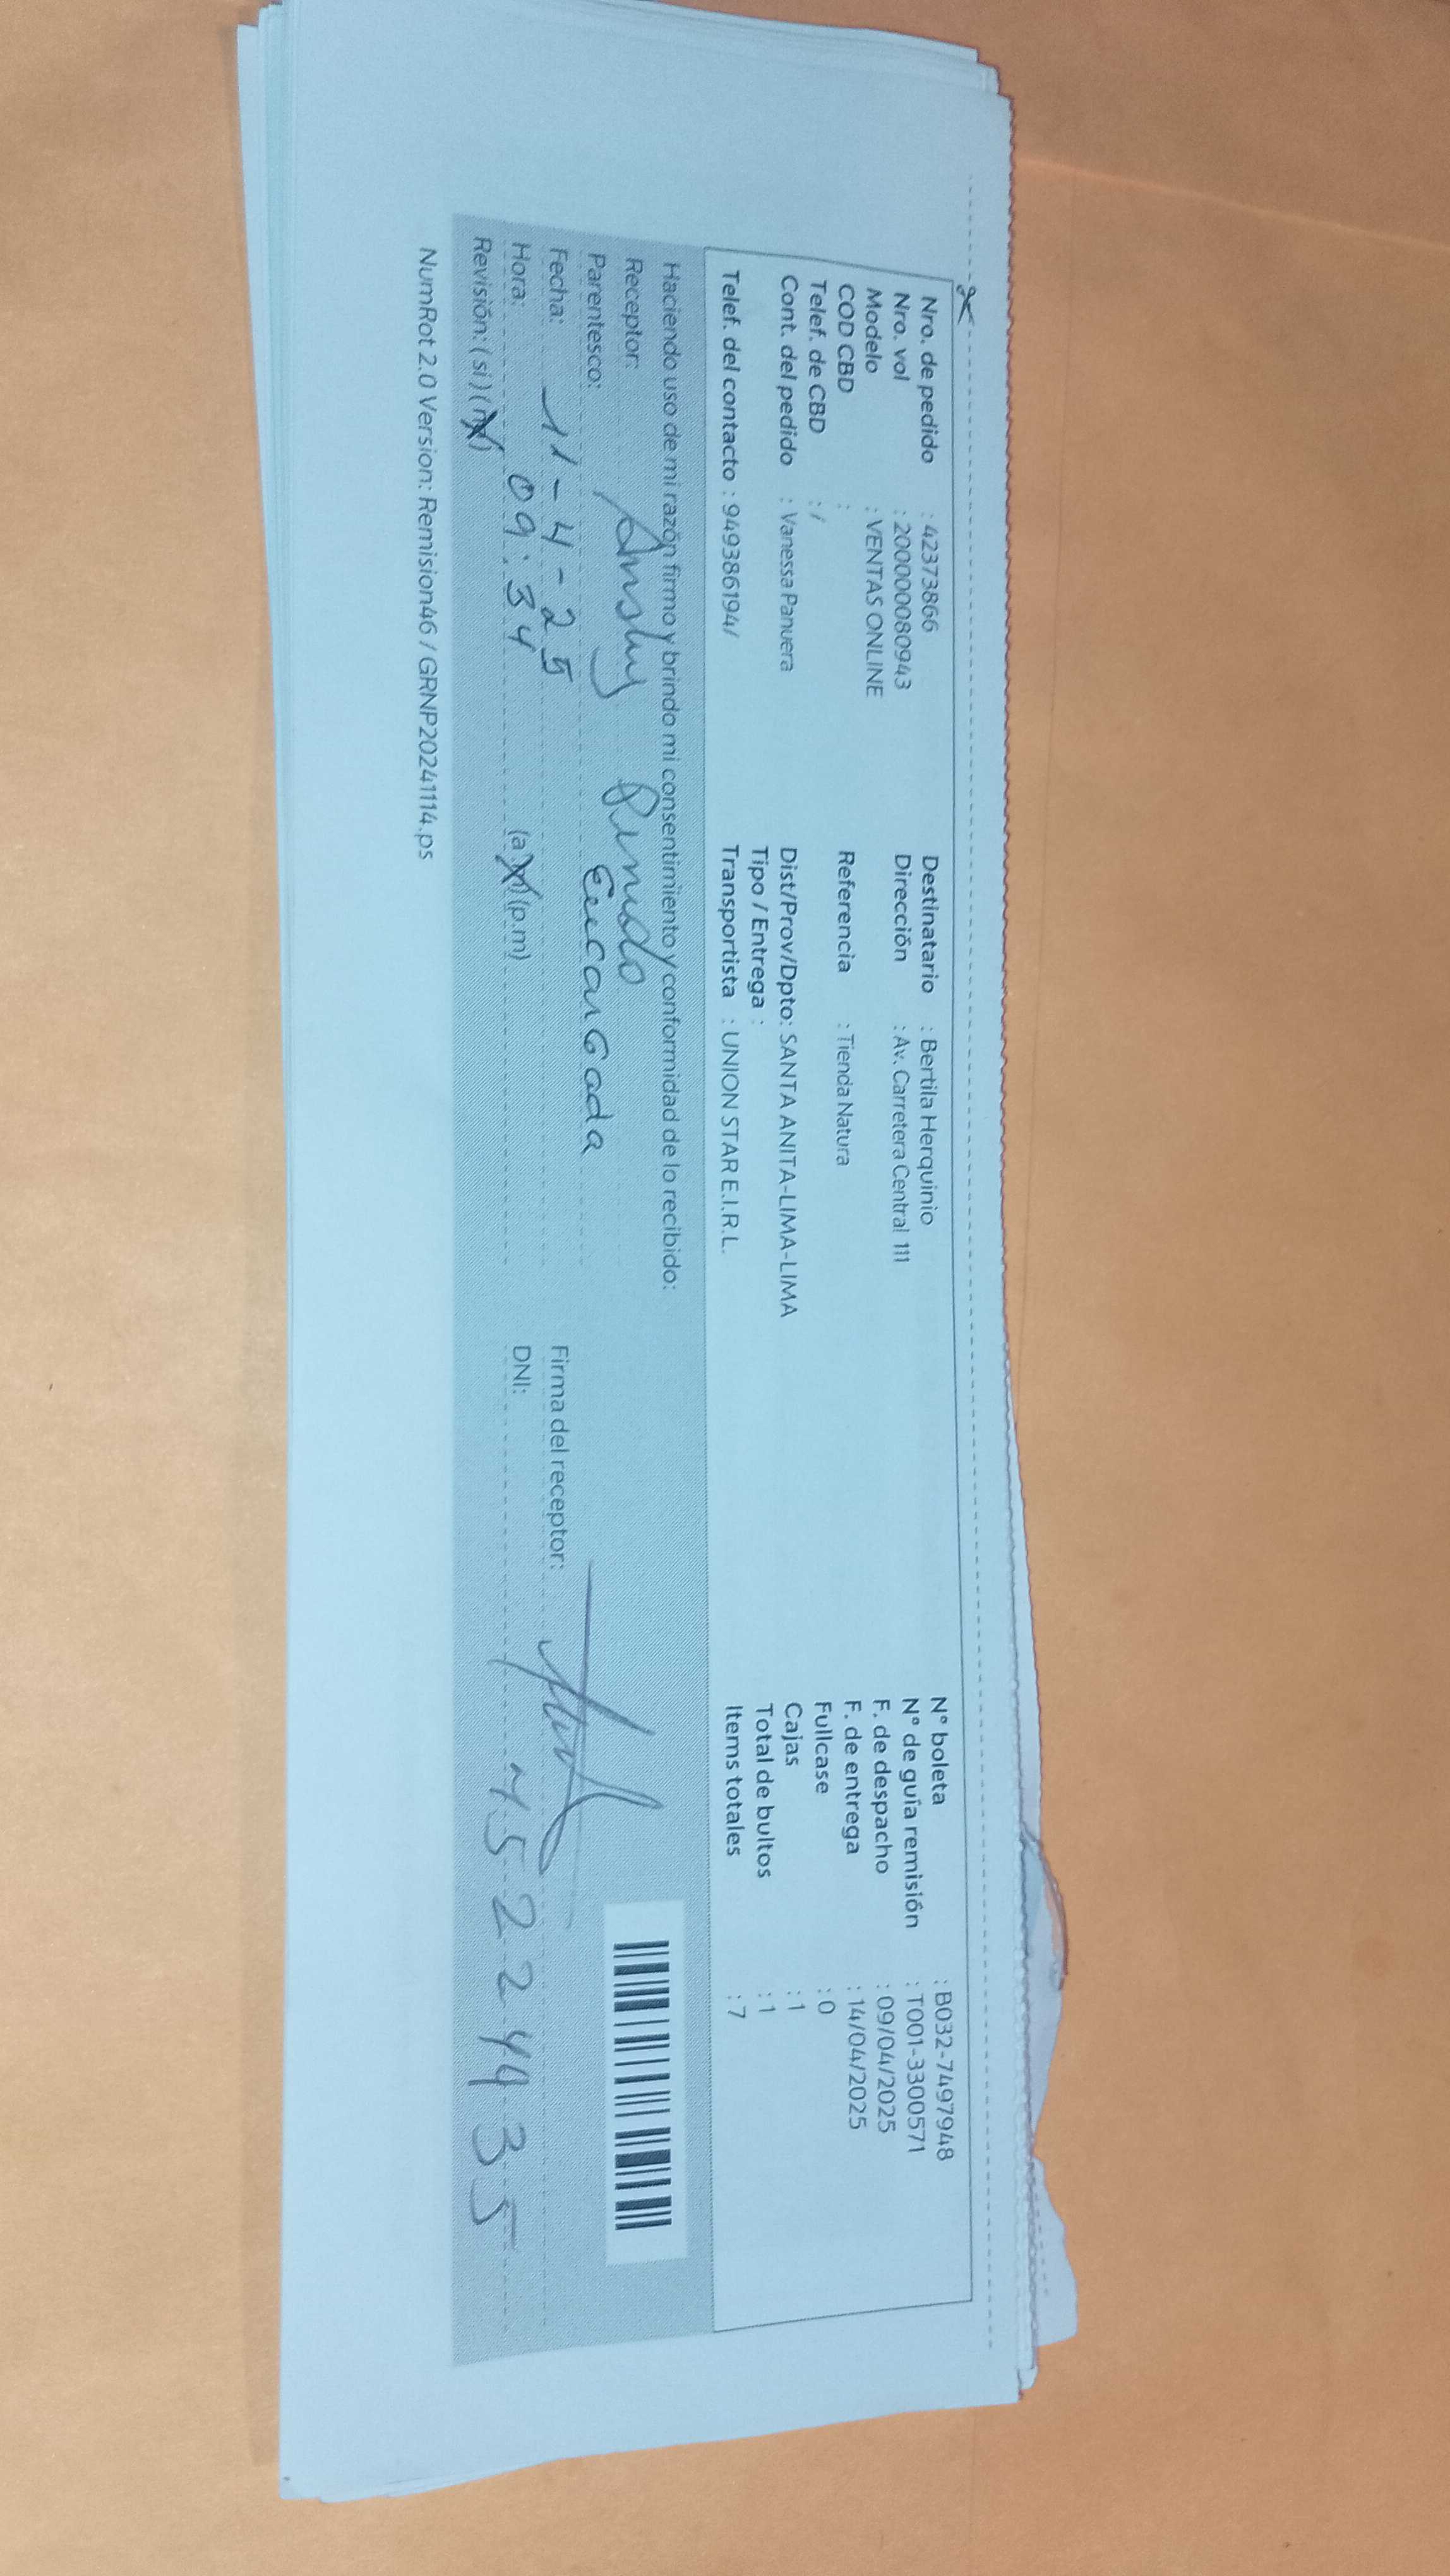 Nro. de pedido : 42373866
Nro. vol : 20000080943
Modelo : VENTAS ONLINE
COD CBD :
Telef. de CBD : /
Cont. del pedido : Vanessa Panuera
Telef. del contacto : 949386194/
Destinatario : Bertila Herquinio
Dirección : Av. Carretera Central 111
Referencia : Tienda Natura
Dist/Prov/Dpto: SANTA ANITA-LIMA-LIMA
Tipo / Entrega :
Transportista : UNION STAR E.I.R.L.
N° boleta : B032-7497948
N° de guía remisión : T001-3300571
F. de despacho : 09/04/2025
F. de entrega : 14/04/2025
Fullcase : 0
Cajas : 1
Total de bultos : 1
Items totales : 7
Haciendo uso de mi razón firmo y brindo mi consentimiento y conformidad de lo recibido:
Receptor:
Parentesco: Encargada
Fecha: 11-4-25
Hora: 09:34 (a.m) (p.m)
Revisión: (si) (no)
Firma del receptor:
DNI: 45224435
NumRot 2.0 Version: Remision46 / GRNP20241114.ps